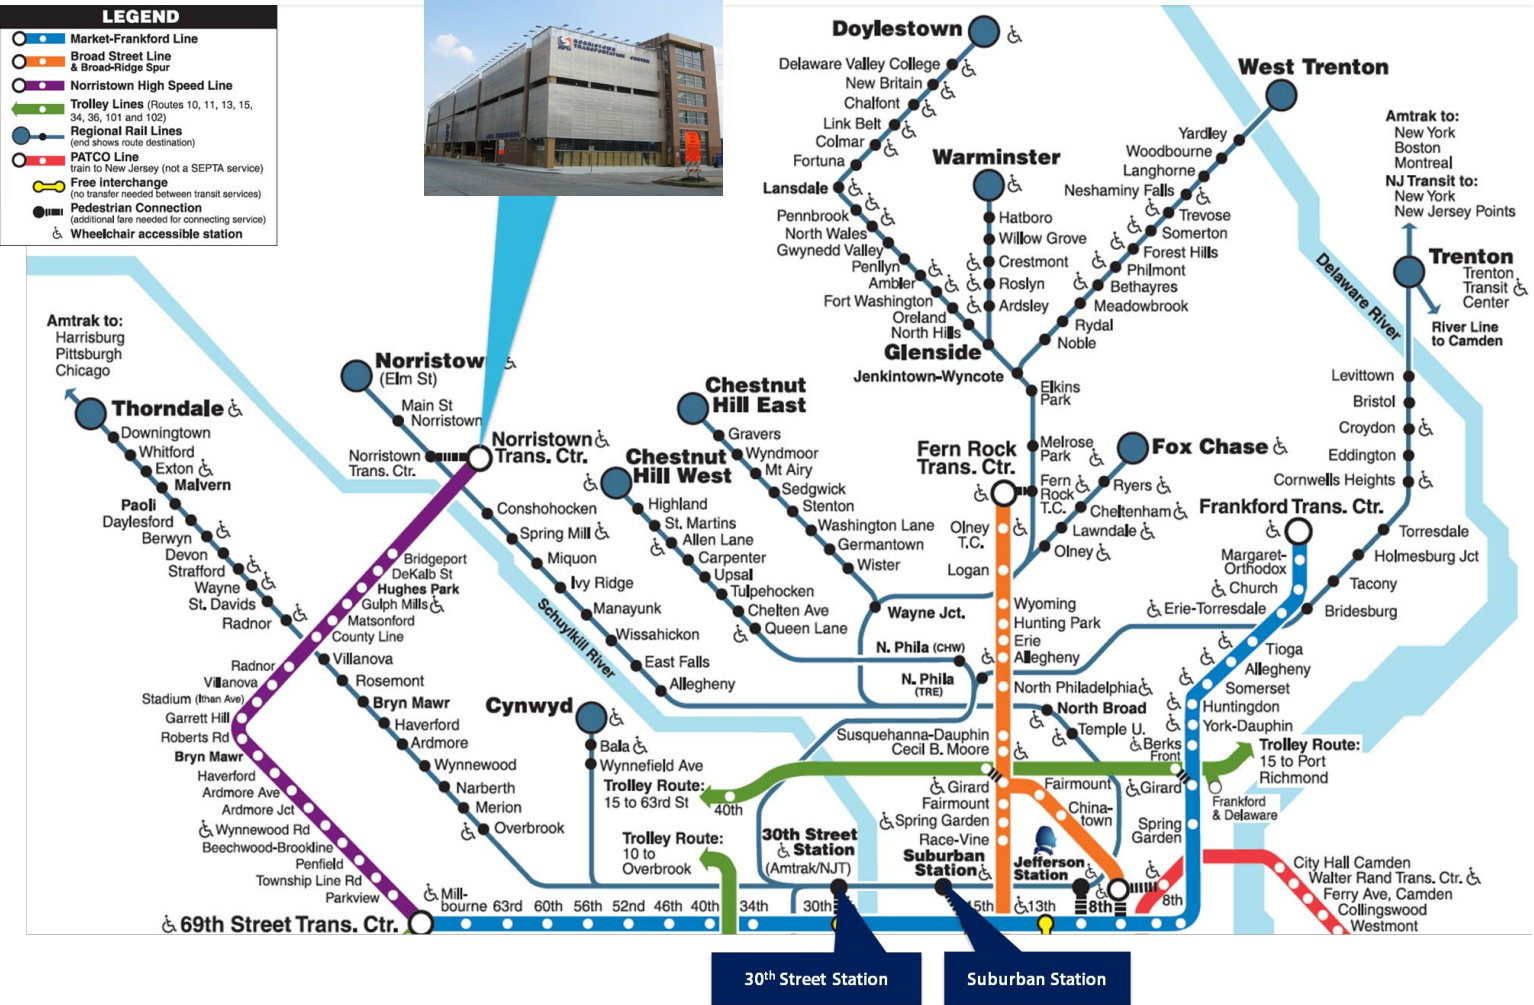 LEGEND
Market-Frankford Line
Broad Street Line
& Broad-Ridge Spur
Norristown High Speed Line
Trolley Lines (Routes 10, 11, 13, 15,
34, 36, 101 and 102)
Regional Rail Lines
(end shows route destination)
PATCO Line
train to New Jersey (not a SEPTA service)
Free interchange
(no transfer needed between transit services)
Pedestrian Connection
(additional fare needed for connecting service)
Wheelchair accessible station
NORRISTOWN
TRANSPORTATION CENTER
Doylestown
Delaware Valley College
New Britain
Chalfont
Link Belt
Colmar
Fortuna
Lansdale
Pennbrook
North Wales
Gwynedd Valley
Penllyn
Ambler
Fort Washington
Oreland
North Hills
Glenside
Jenkintown-Wyncote
Warminster
Hatboro
Willow Grove
Crestmont
Roslyn
Ardsley
West Trenton
Yardley
Woodbourne
Langhorne
Neshaminy Falls
Trevose
Somerton
Forest Hills
Philmont
Bethayres
Meadowbrook
Rydal
Noble
Elkins
Park
Melrose
Park
Fern
Rock
T.C.
Amtrak to:
New York
Boston
Montreal
NJ Transit to:
New York
New Jersey Points
Trenton
Trenton
Transit
Center
River Line
to Camden
Delaware River
Levittown
Bristol
Croydon
Eddington
Cornwells Heights
Torresdale
Holmesburg Jct
Tacony
Bridesburg
Amtrak to:
Harrisburg
Pittsburgh
Chicago
Thorndale
Downingtown
Whitford
Exton
Malvern
Paoli
Daylesford
Berwyn
Devon
Strafford
Wayne
St. Davids
Radnor
Villanova
Rosemont
Bryn Mawr
Haverford
Ardmore
Wynnewood
Narberth
Merion
Overbrook
Norristow
(Elm St)
Main St
Norristown
Norristown
Trans. Ctr.
Norristown
Trans. Ctr.
Conshohocken
Spring Mill
Miquon
Ivy Ridge
Manayunk
Wissahickon
East Falls
Allegheny
Schuylkill River
Bridgeport
DeKalb St
Hughes Park
Gulph Mills
Matsonford
County Line
Radnor
Villanova
Stadium (Ithan Ave)
Garrett Hill
Roberts Rd
Bryn Mawr
Haverford
Ardmore Ave
Ardmore Jct
Wynnewood Rd
Beechwood-Brookline
Penfield
Township Line Rd
Parkview
69th Street Trans. Ctr.
Chestnut
Hill West
Highland
St. Martins
Allen Lane
Carpenter
Upsal
Tulpehocken
Chelten Ave
Queen Lane
Chestnut
Hill East
Gravers
Wyndmoor
Mt Airy
Sedgwick
Stenton
Washington Lane
Germantown
Wister
Wayne Jct.
N. Phila (CHW)
N. Phila
(TRE)
Fern Rock
Trans. Ctr.
Olney
T.C.
Logan
Wyoming
Hunting Park
Erie
Allegheny
North Philadelphia
North Broad
Temple U.
Susquehanna-Dauphin
Cecil B. Moore
Girard
Fairmount
Spring Garden
Race-Vine
Fairmount
China-
town
Fox Chase
Ryers
Cheltenham
Lawndale
Olney
Frankford Trans. Ctr.
Margaret-
Orthodox
Church
Erie-Torresdale
Tioga
Allegheny
Somerset
Huntingdon
York-Dauphin
Berks
Front
Girard
Spring
Garden
Trolley Route:
15 to Port
Richmond
Frankford
& Delaware
Cynwyd
Bala
Wynnefield Ave
Trolley Route:
15 to 63rd St
40th
Trolley Route:
10 to
Overbrook
30th Street
Station
(Amtrak/NJT)
Suburban
Station
Jefferson
Station
Mill-
bourne
63rd
60th
56th
52nd
46th
40th
34th
30th
15th
13th
8th
8th
City Hall Camden
Walter Rand Trans. Ctr.
Ferry Ave, Camden
Collingswood
Westmont
30th Street Station
Suburban Station